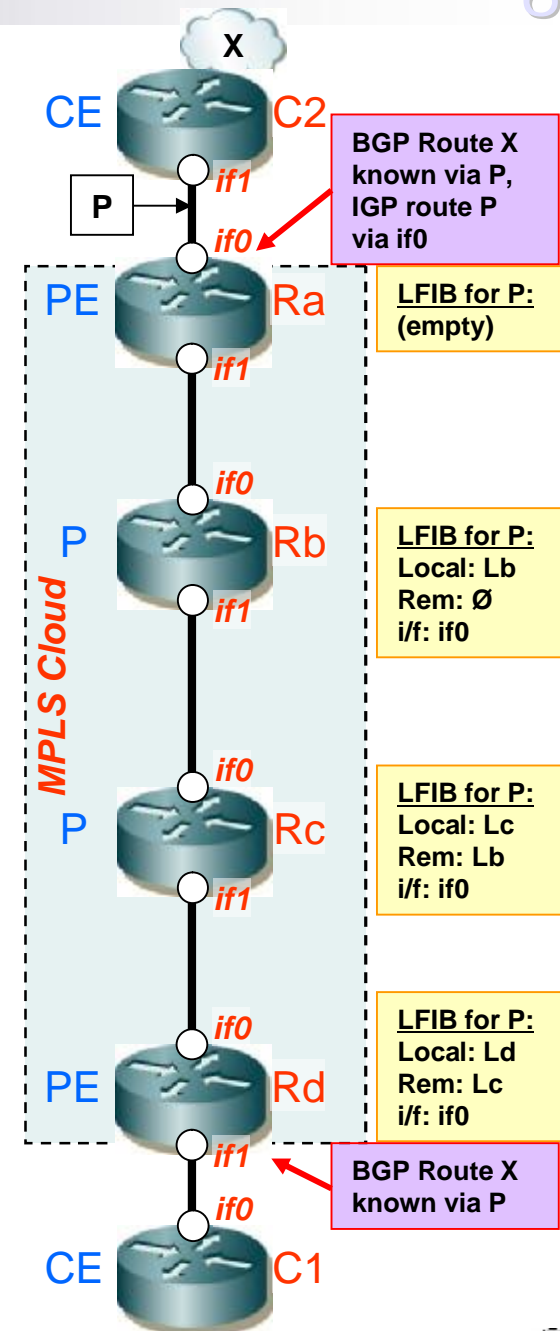 X
CE
C2
if1
P
BGP Route X
known via P,
IGP route P
via if0
if0
PE
Ra
LFIB for P:
(empty)
if1
if0
P
Rb
LFIB for P:
Local: Lb
Rem: Ø
i/f: if0
if1
MPLS Cloud
if0
P
Rc
LFIB for P:
Local: Lc
Rem: Lb
i/f: if0
if1
if0
PE
Rd
LFIB for P:
Local: Ld
Rem: Lc
i/f: if0
if1
BGP Route X
known via P
if0
CE
C1